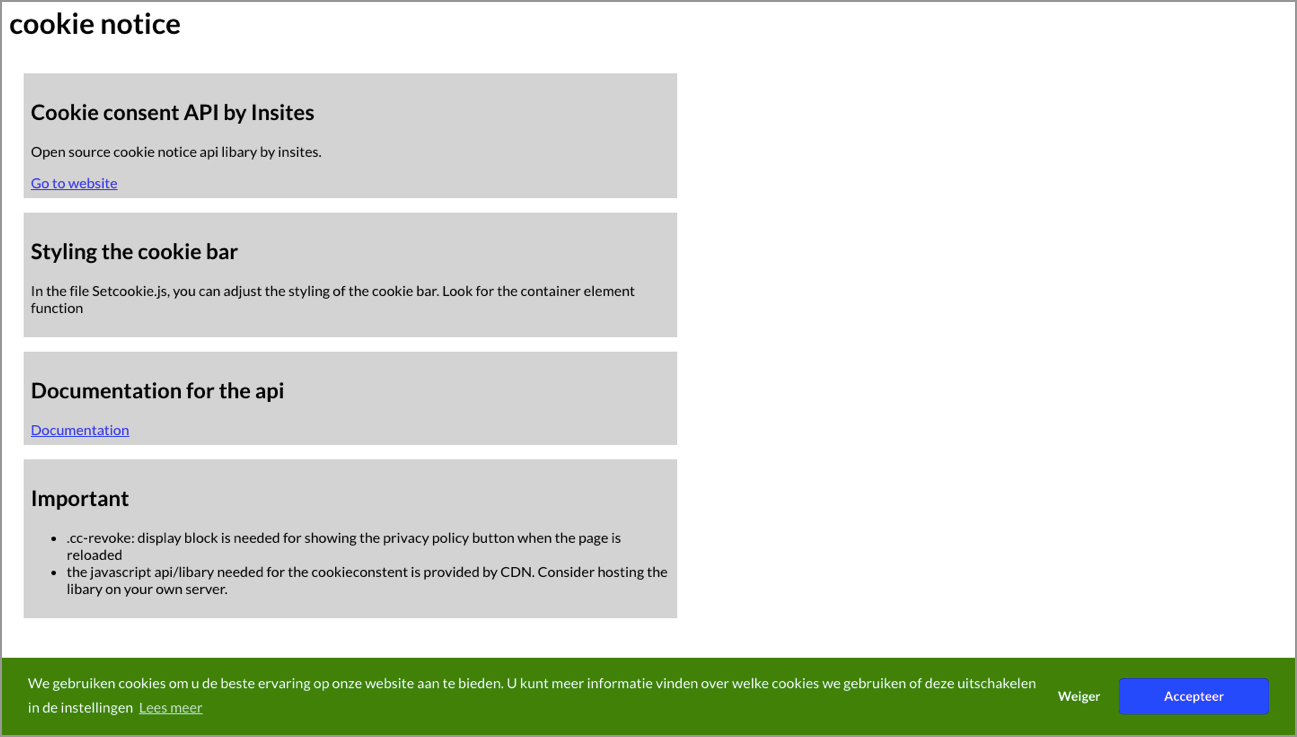 cookie notice
Cookie consent API by Insites
Open source cookie notice api libary by insites.
Go to website
Styling the cookie bar
In the file Setcookie.js, you can adjust the styling of the cookie bar. Look for the container element
function
Documentation for the api
Documentation
Important
.cc-revoke: display block is needed for showing the privacy policy button when the page is
reloaded
the javascript api/libary needed for the cookieconstent is provided by CDN. Consider hosting the
libary on your own server.
We gebruiken cookies om u de beste ervaring op onze website aan te bieden. U kunt meer informatie vinden over welke cookies we gebruiken of deze uitschakelen
in de instellingen Lees meer
Weiger
Accepteer